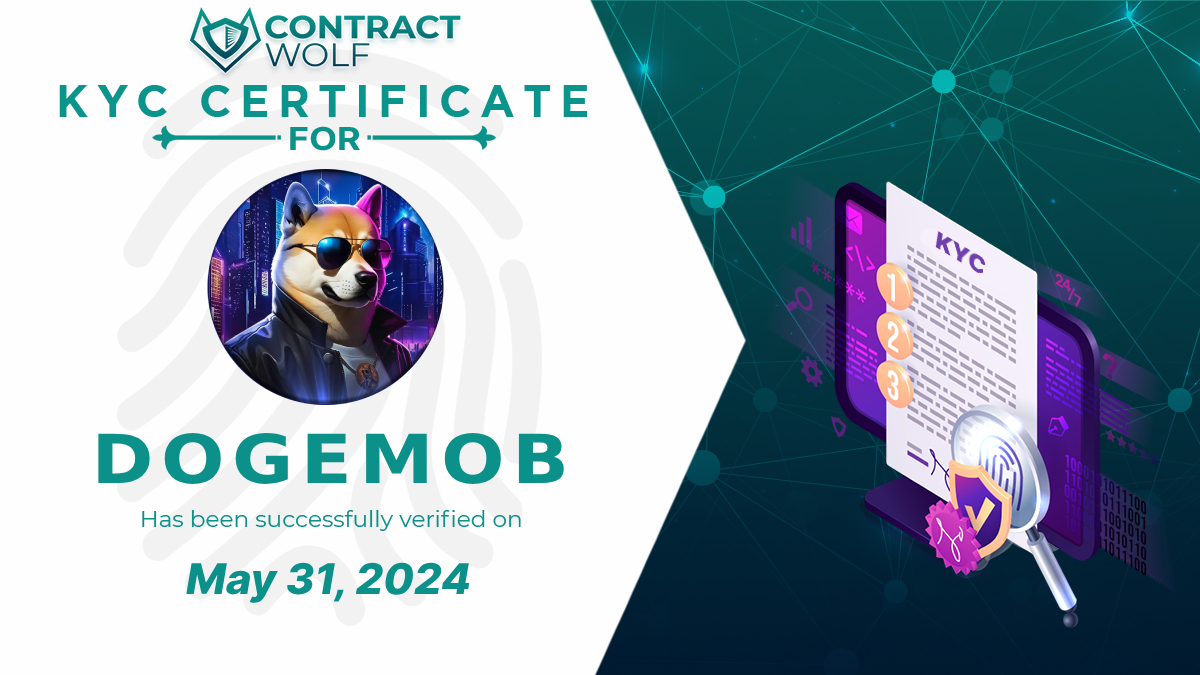 CONTRACT
WOLF
KYC CERTIFICATE
FOR
DOGEMOB
Has been successfully verified on
May 31, 2024
KYC
1
2
3
24/7